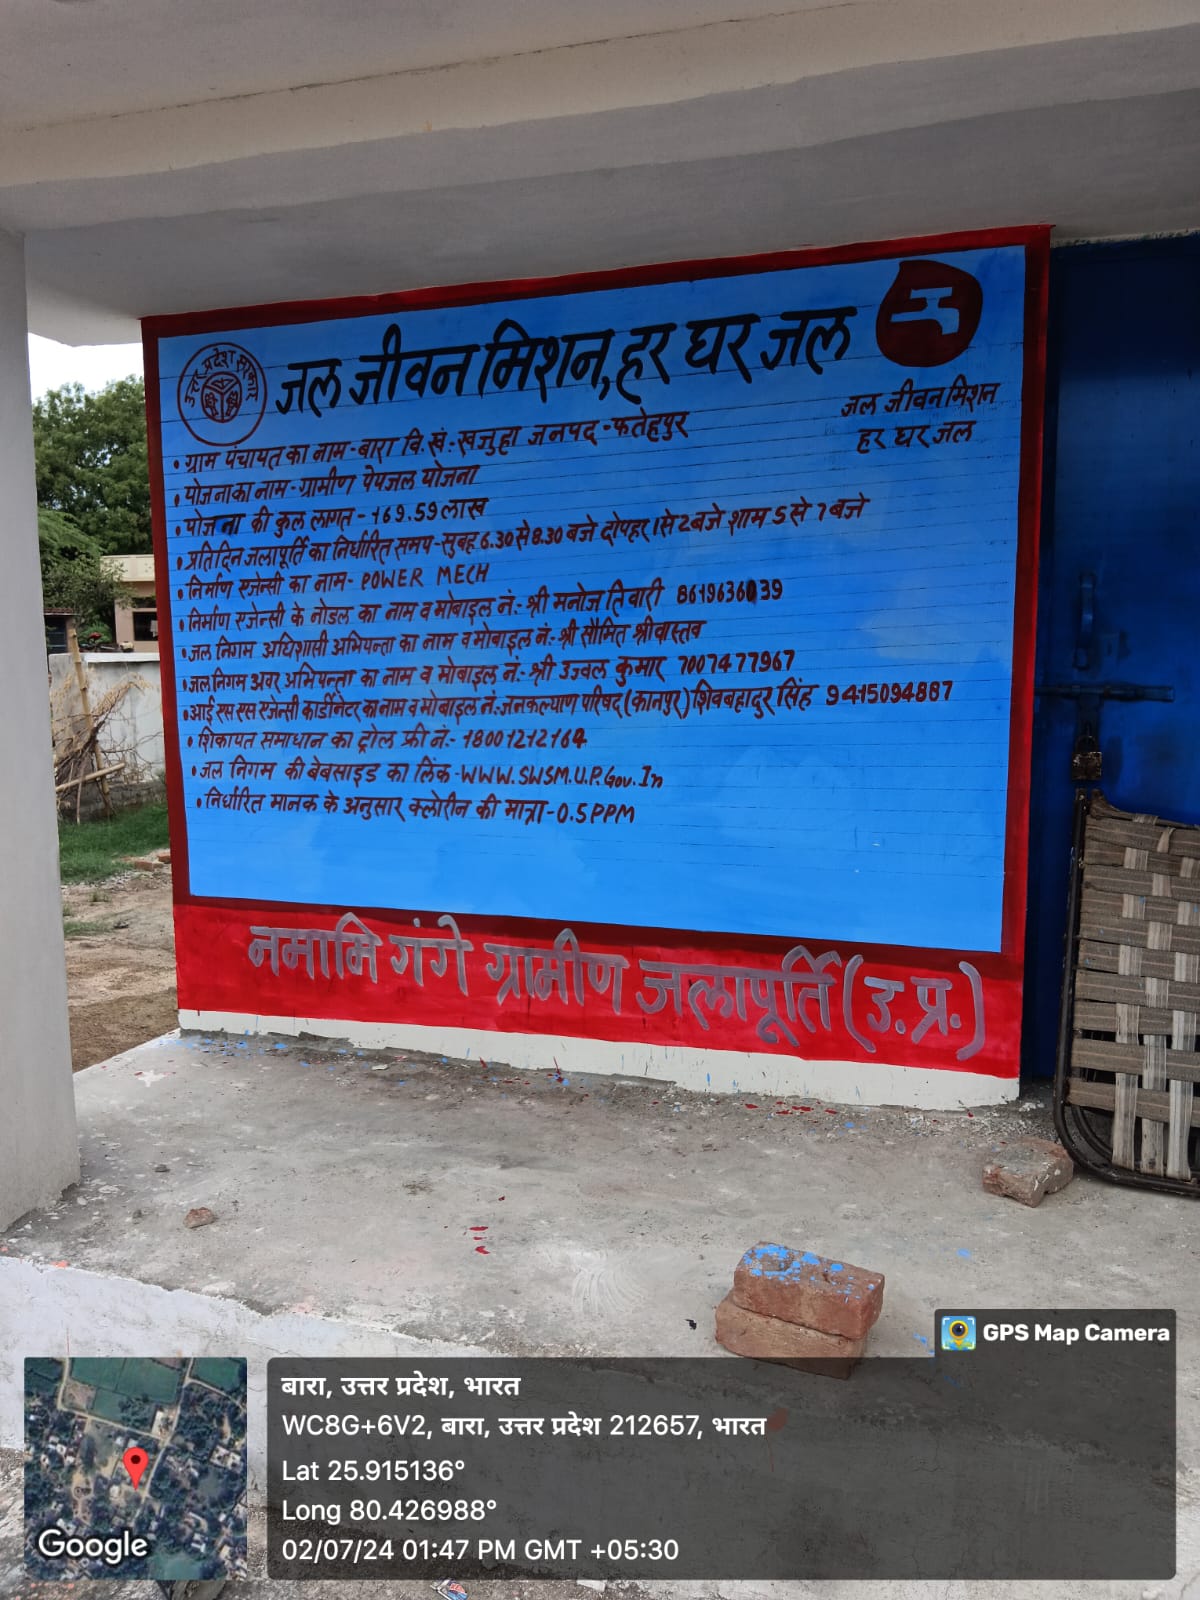 उत्तर प्रदेश सरकार
जल जीवन मिशन, हर घर जल
जल जीवन मिशन
हर घर जल
• ग्राम पंचायत का नाम - बारा वि. खं:- खजुहा जनपद - फतेहपुर
• योजना का नाम - ग्रामीण पेयजल योजना
• योजना की कुल लागत - 169.59 लाख
• प्रतिदिन जलापूर्ति का निर्धारित समय - सुबह 6.30 से 8.30 बजे दोपहर 1 से 2 बजे शाम 5 से 7 बजे
• निर्माण एजेन्सी का नाम - POWER MECH
• निर्माण एजेन्सी के नोडल का नाम व मोबाइल नं:- श्री मनोज तिवारी 8619636039
• जल निगम अधिशासी अभियन्ता का नाम व मोबाइल नं:- श्री सौमित श्रीवास्तव
• जल निगम अवर अभियन्ता का नाम व मोबाइल नं:- श्री उज्वल कुमार 7007477967
• आई एस एस एजेन्सी कार्डीनेटर का नाम व मोबाइल नं:- जनकल्याण परिषद् (कानपुर) शिवबहादुर सिंह 9415094887
• शिकायत समाधान का ट्रोल फ्री नं:- 18001212164
• जल निगम की बेबसाइड का लिंक - WWW.SWSM.U.P.Gov.In
• निर्धारित मानक के अनुसार क्लोरीन की मात्रा - 0.5 PPM
नमामि गंगे ग्रामीण जलापूर्ति (उ.प्र.)
GPS Map Camera
बारा, उत्तर प्रदेश, भारत
WC8G+6V2, बारा, उत्तर प्रदेश 212657, भारत
Lat 25.915136°
Long 80.426988°
02/07/24 01:47 PM GMT +05:30
Google